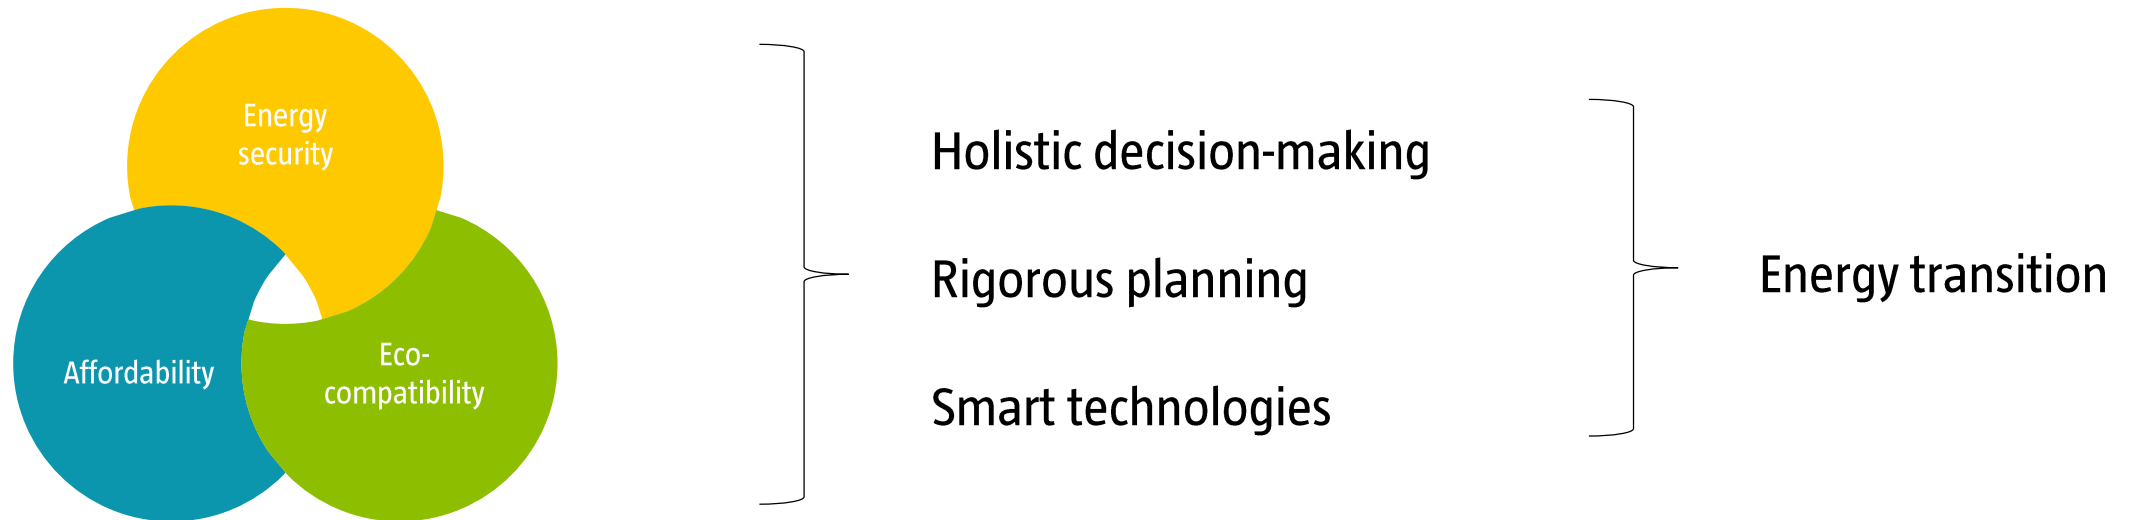 Energy
security
Affordability
Eco-
compatibility
Holistic decision-making
Rigorous planning
Smart technologies
Energy transition